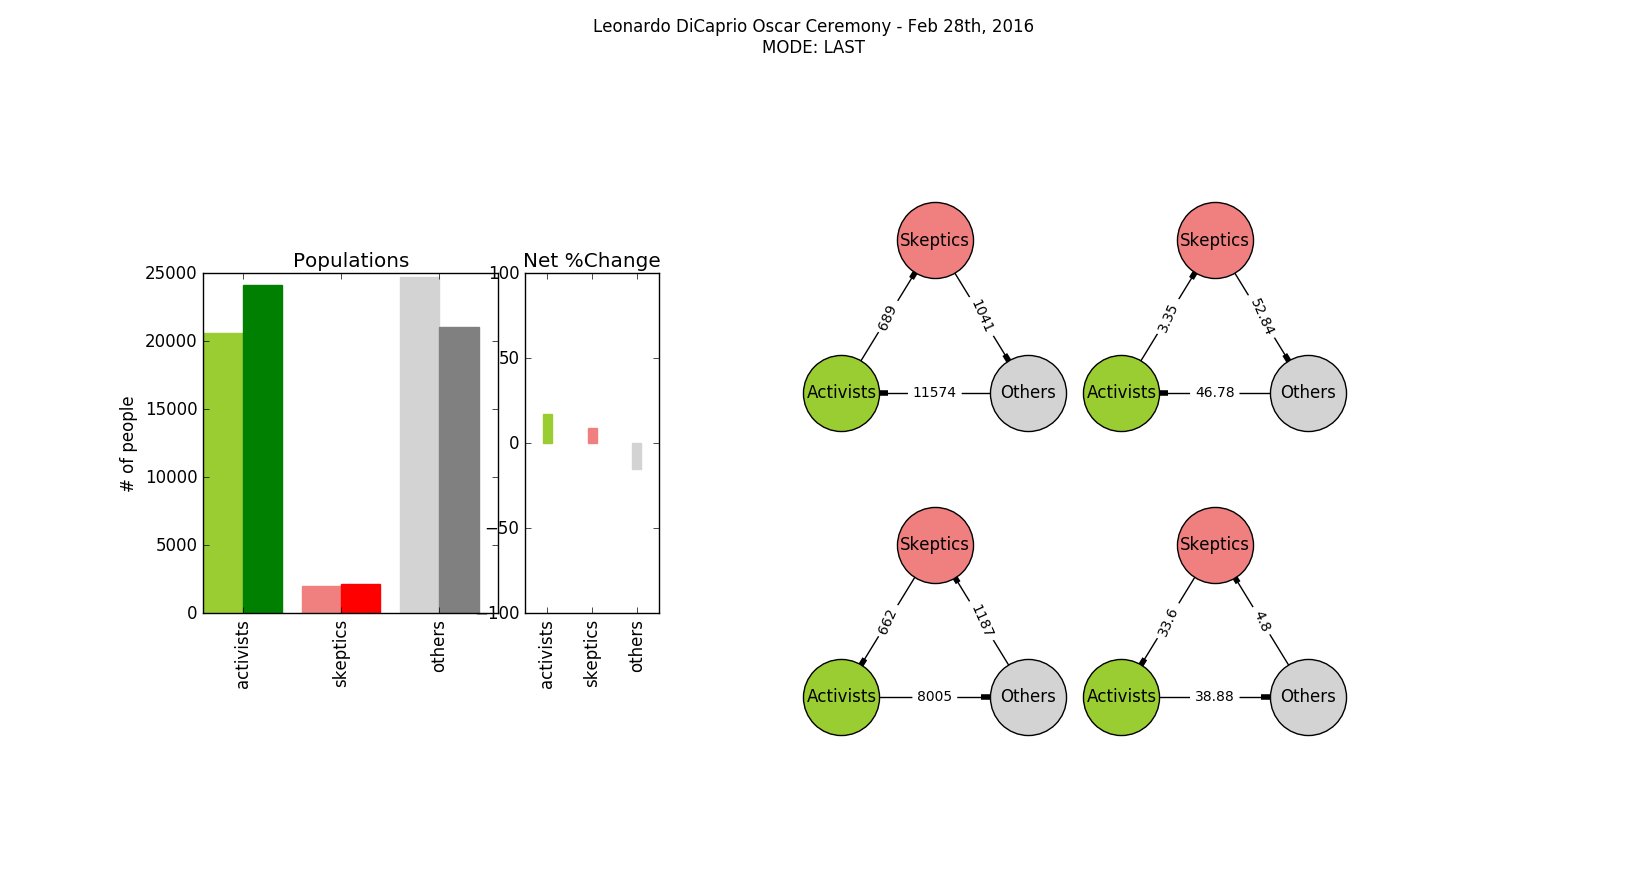 Leonardo DiCaprio Oscar Ceremony - Feb 28th, 2016
MODE: LAST
Populations
# of people
25000
20000
15000
10000
5000
0
activists
skeptics
others
Net %Change
100
50
0
−50
−100
activists
skeptics
others
Skeptics
689
1041
Activists
11574
Others
Skeptics
3.35
52.84
Activists
46.78
Others
Skeptics
662
1187
Activists
8005
Others
Skeptics
33.6
4.8
Activists
38.88
Others